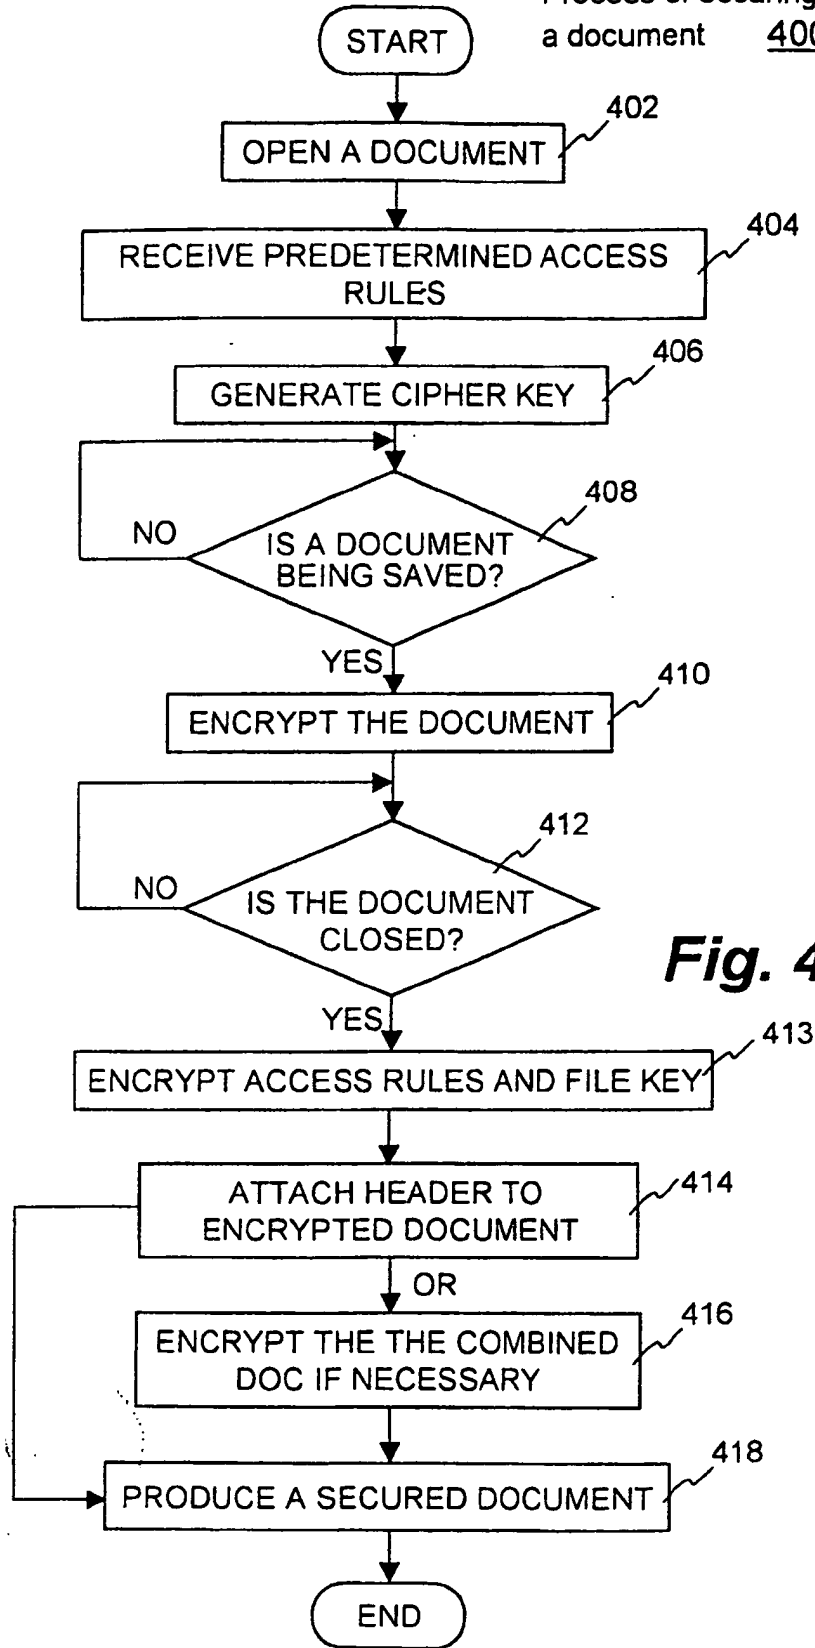 a document 400
START
402
OPEN A DOCUMENT
404
RECEIVE PREDETERMINED ACCESS
RULES
406
GENERATE CIPHER KEY
408
NO
IS A DOCUMENT
BEING SAVED?
YES
410
ENCRYPT THE DOCUMENT
412
NO
IS THE DOCUMENT
CLOSED?
Fig. 4
YES
413
ENCRYPT ACCESS RULES AND FILE KEY
414
ATTACH HEADER TO
ENCRYPTED DOCUMENT
OR
416
ENCRYPT THE THE COMBINED
DOC IF NECESSARY
418
PRODUCE A SECURED DOCUMENT
END